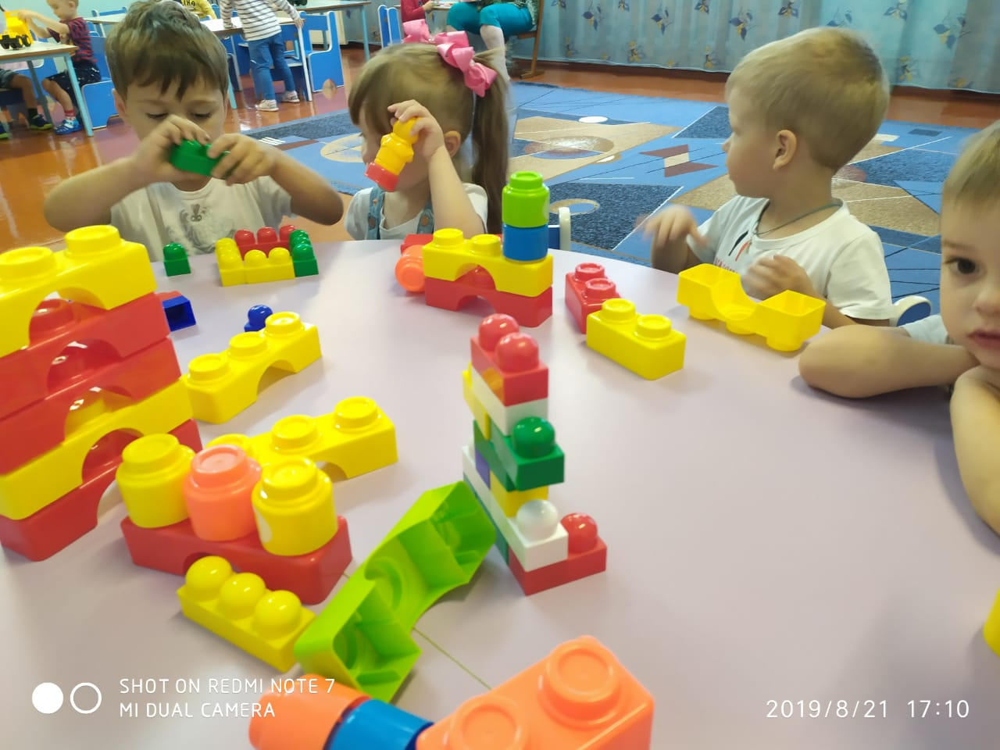 SHOT ON REDMI NOTE 7
MI DUAL CAMERA
2019/8/21 17:10